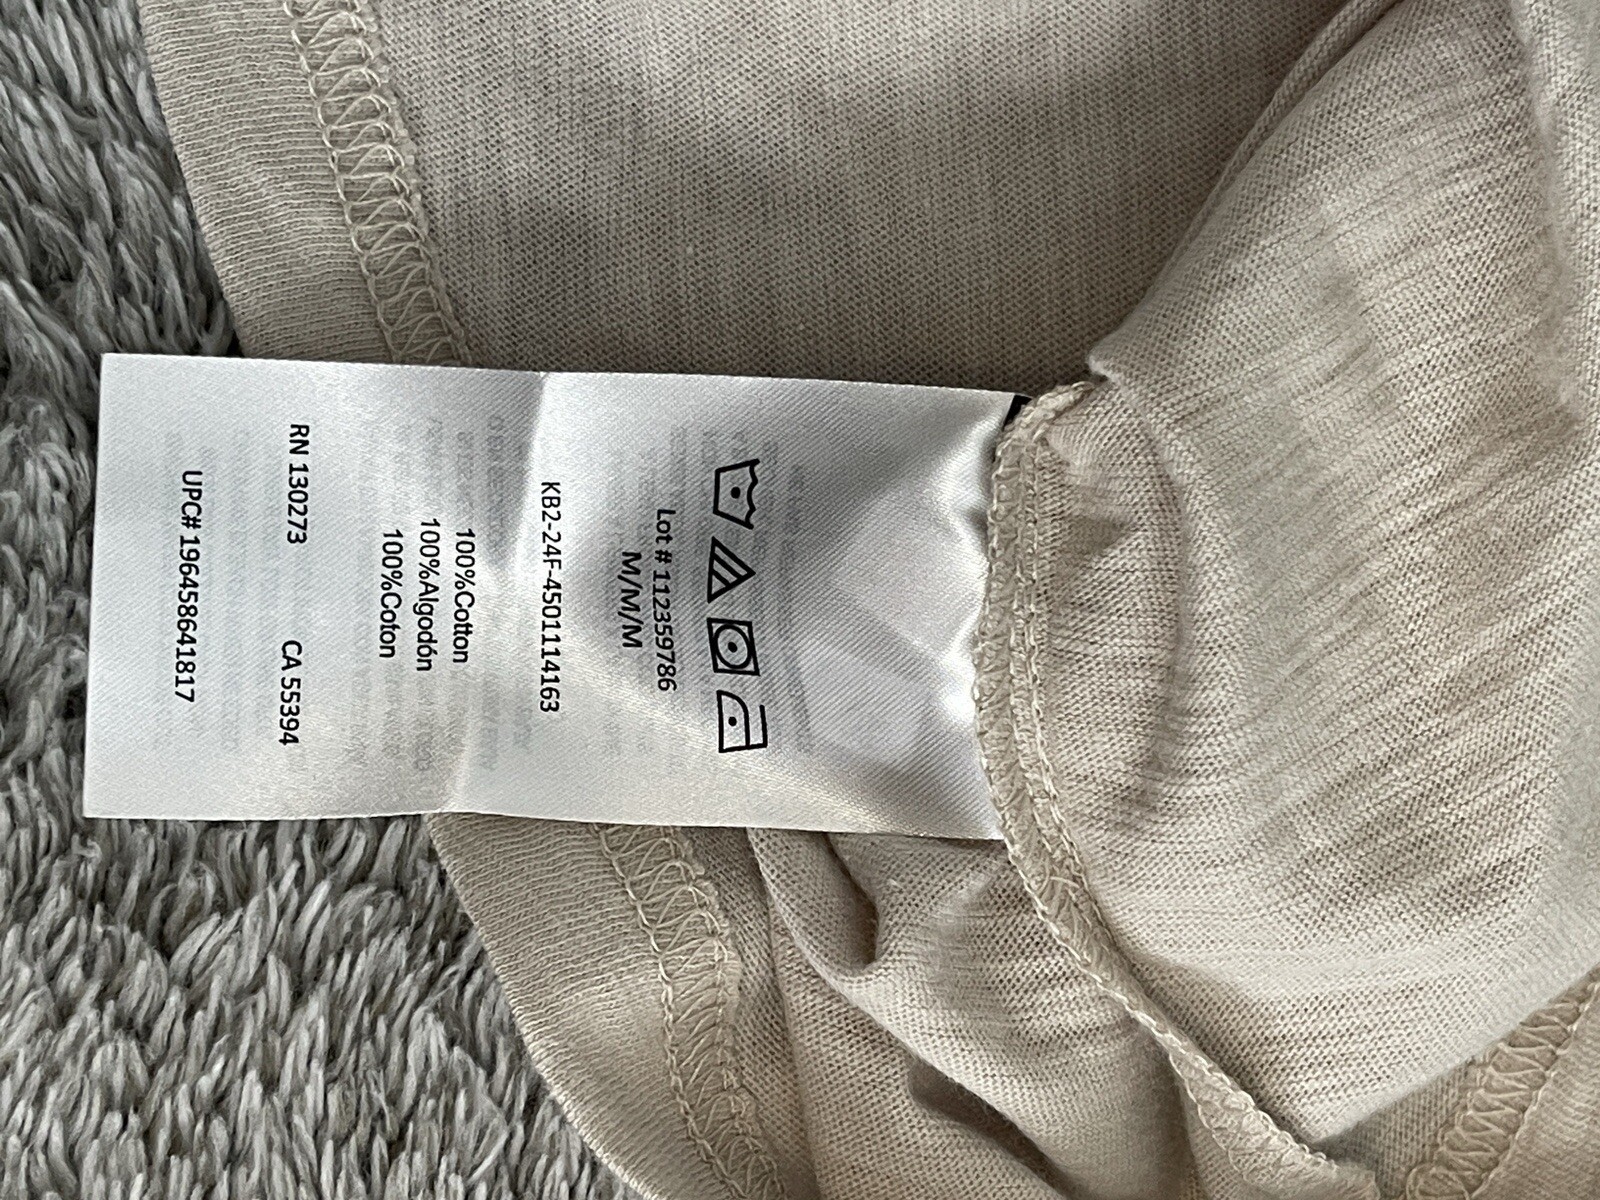 Lot # 112359786
M/M/M
KB2-24F-4501114163
100%Cotton
100%Algodón
100%Coton
RN 130273 CA 55394
UPC# 196458641817